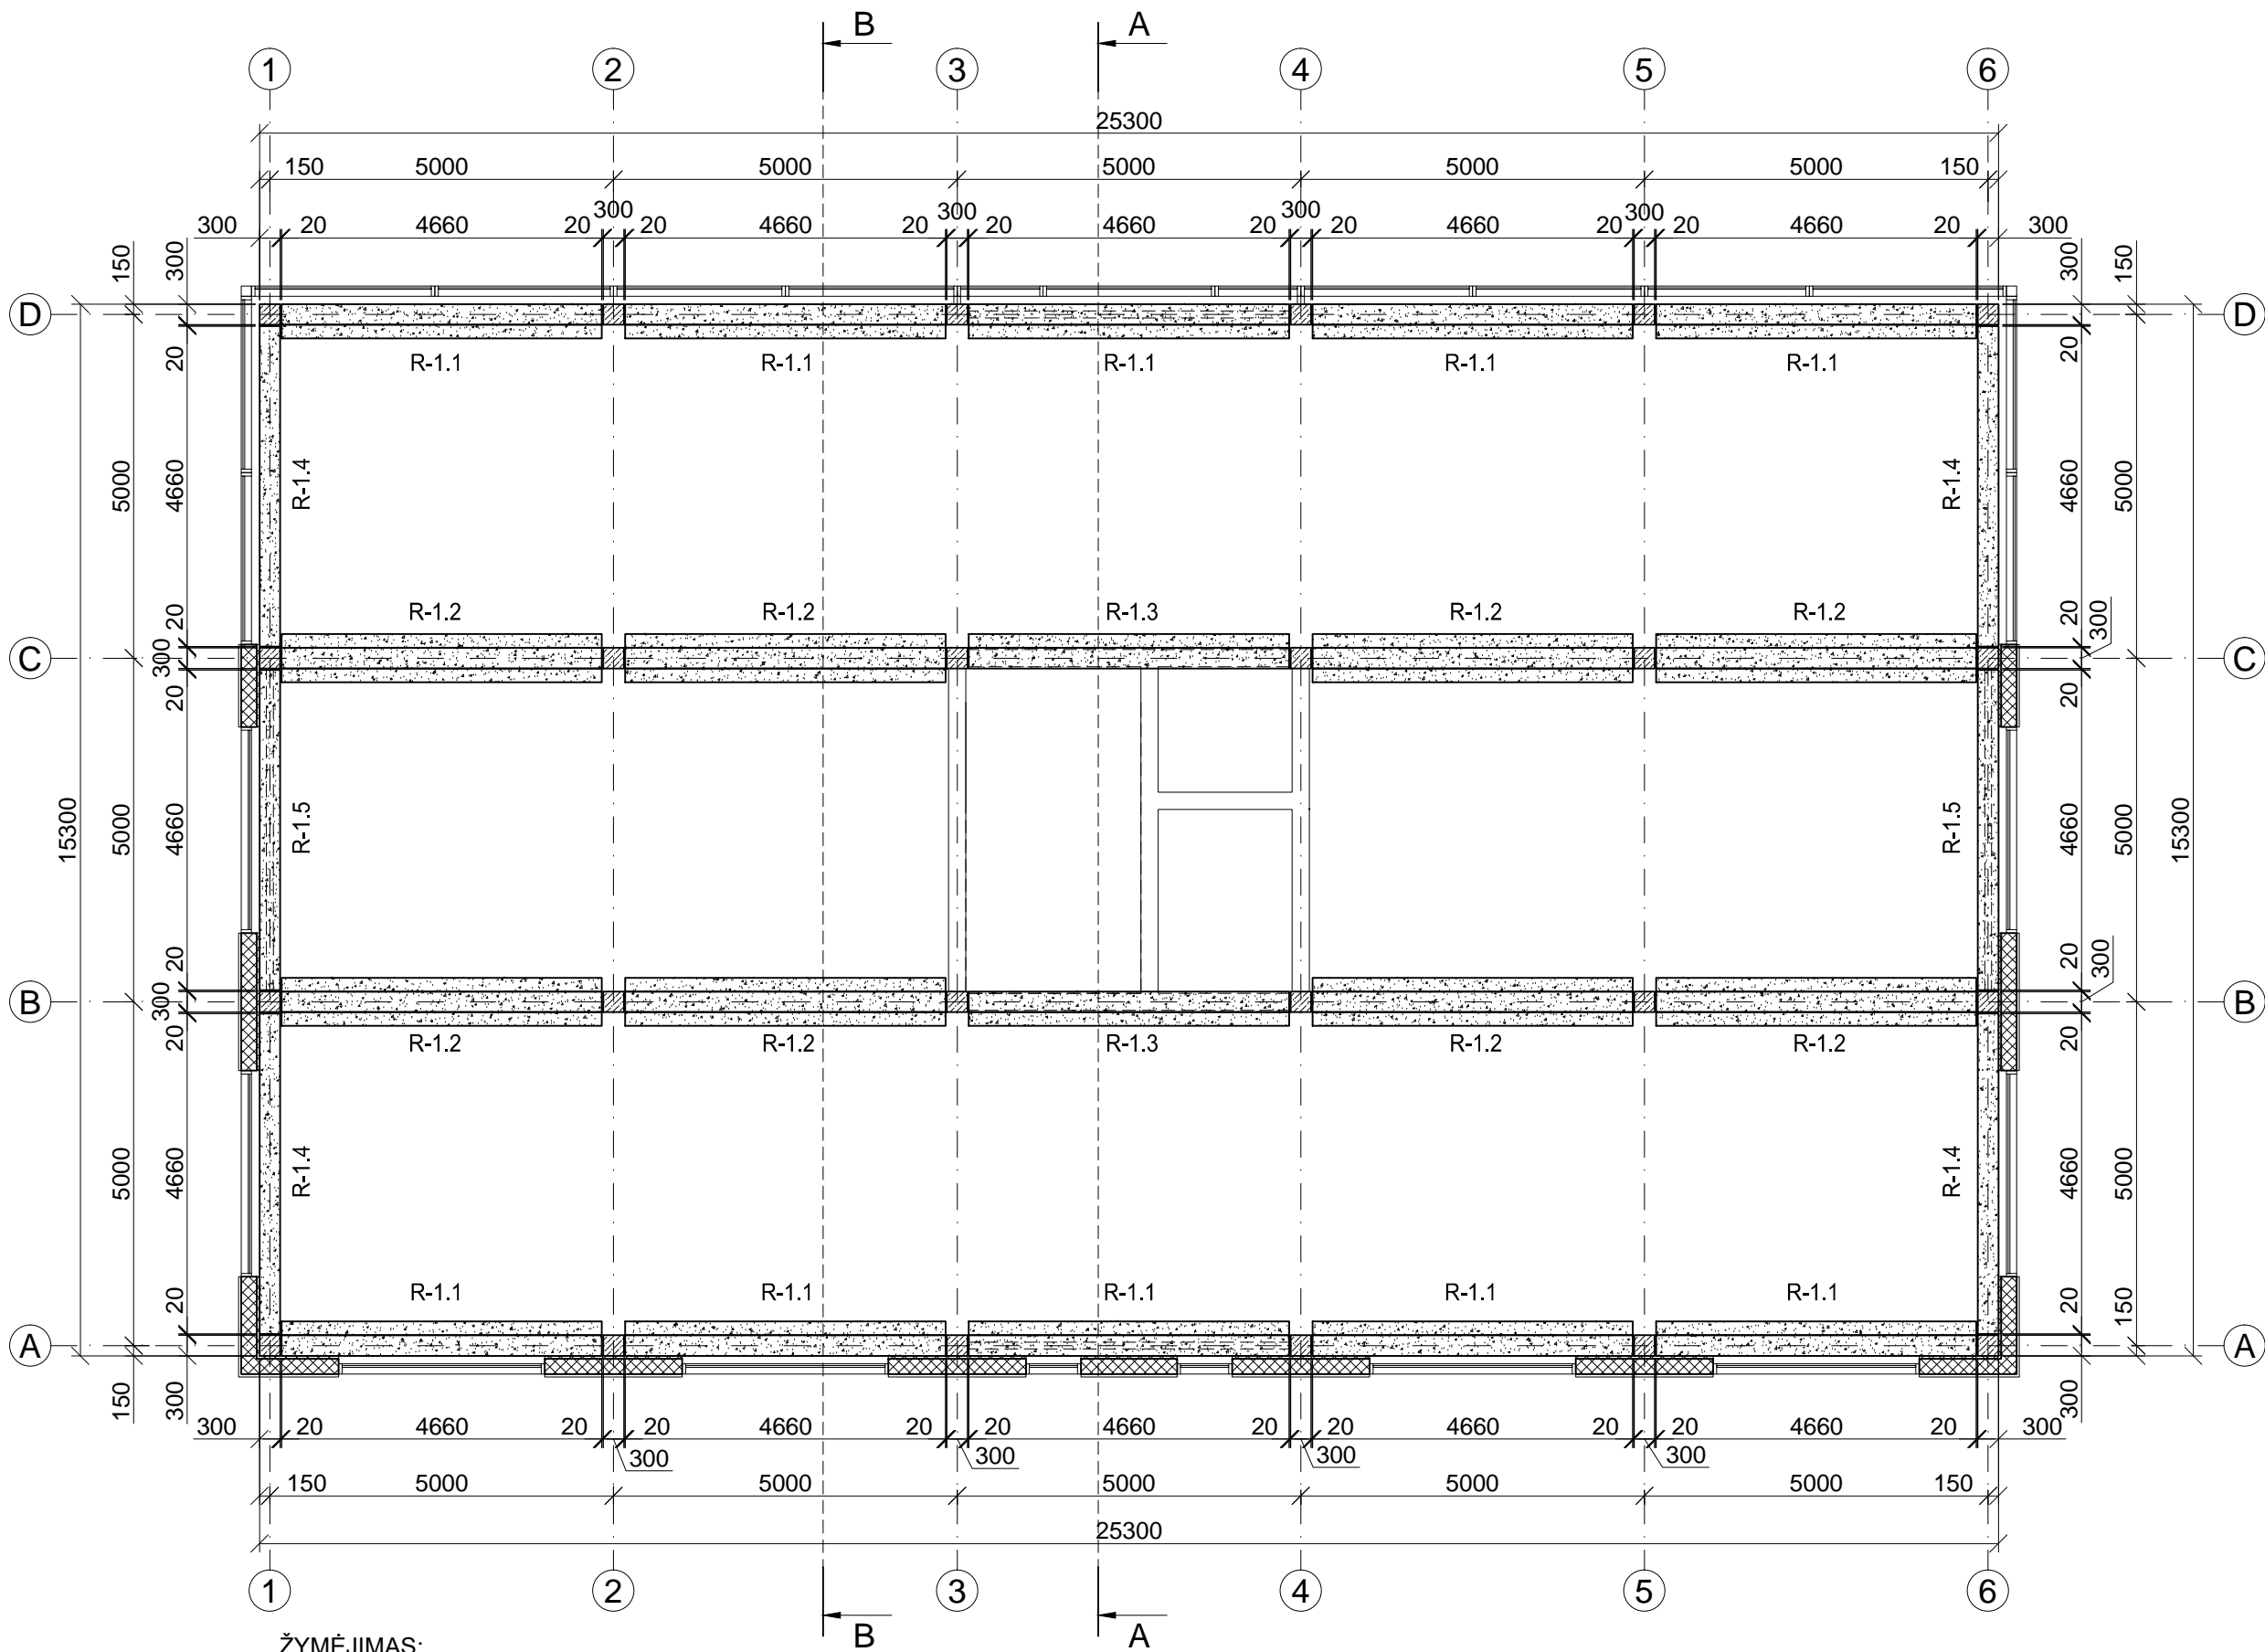 B A
1 2 3 4 5 6
25300
150 5000 5000 5000 5000 5000 150
300 300 300 300
300 20 4660 20 20 4660 20 20 4660 20 20 4660 20 20 4660 20 300
150 300 300 150
D D
20 R-1.1 R-1.1 R-1.1 R-1.1 R-1.1 20
5000 4660 R-1.4 R-1.4 4660 5000
20 R-1.2 R-1.2 R-1.3 R-1.2 R-1.2 20 300
C 300 C
20 20
15300 5000 4660 R-1.5 R-1.5 4660 5000 15300
20 20 300
B 300 B
20 R-1.2 R-1.2 R-1.3 R-1.2 R-1.2 20
5000 4660 R-1.4 R-1.4 4660 5000
20 R-1.1 R-1.1 R-1.1 R-1.1 R-1.1 20 150
A A
150 300 300
300 20 4660 20 20 4660 20 20 4660 20 20 4660 20 20 4660 20 300
300 300 300 300
150 5000 5000 5000 5000 5000 150
25300
1 2 3 4 5 6
B A
ŽYMĖJIMAS: